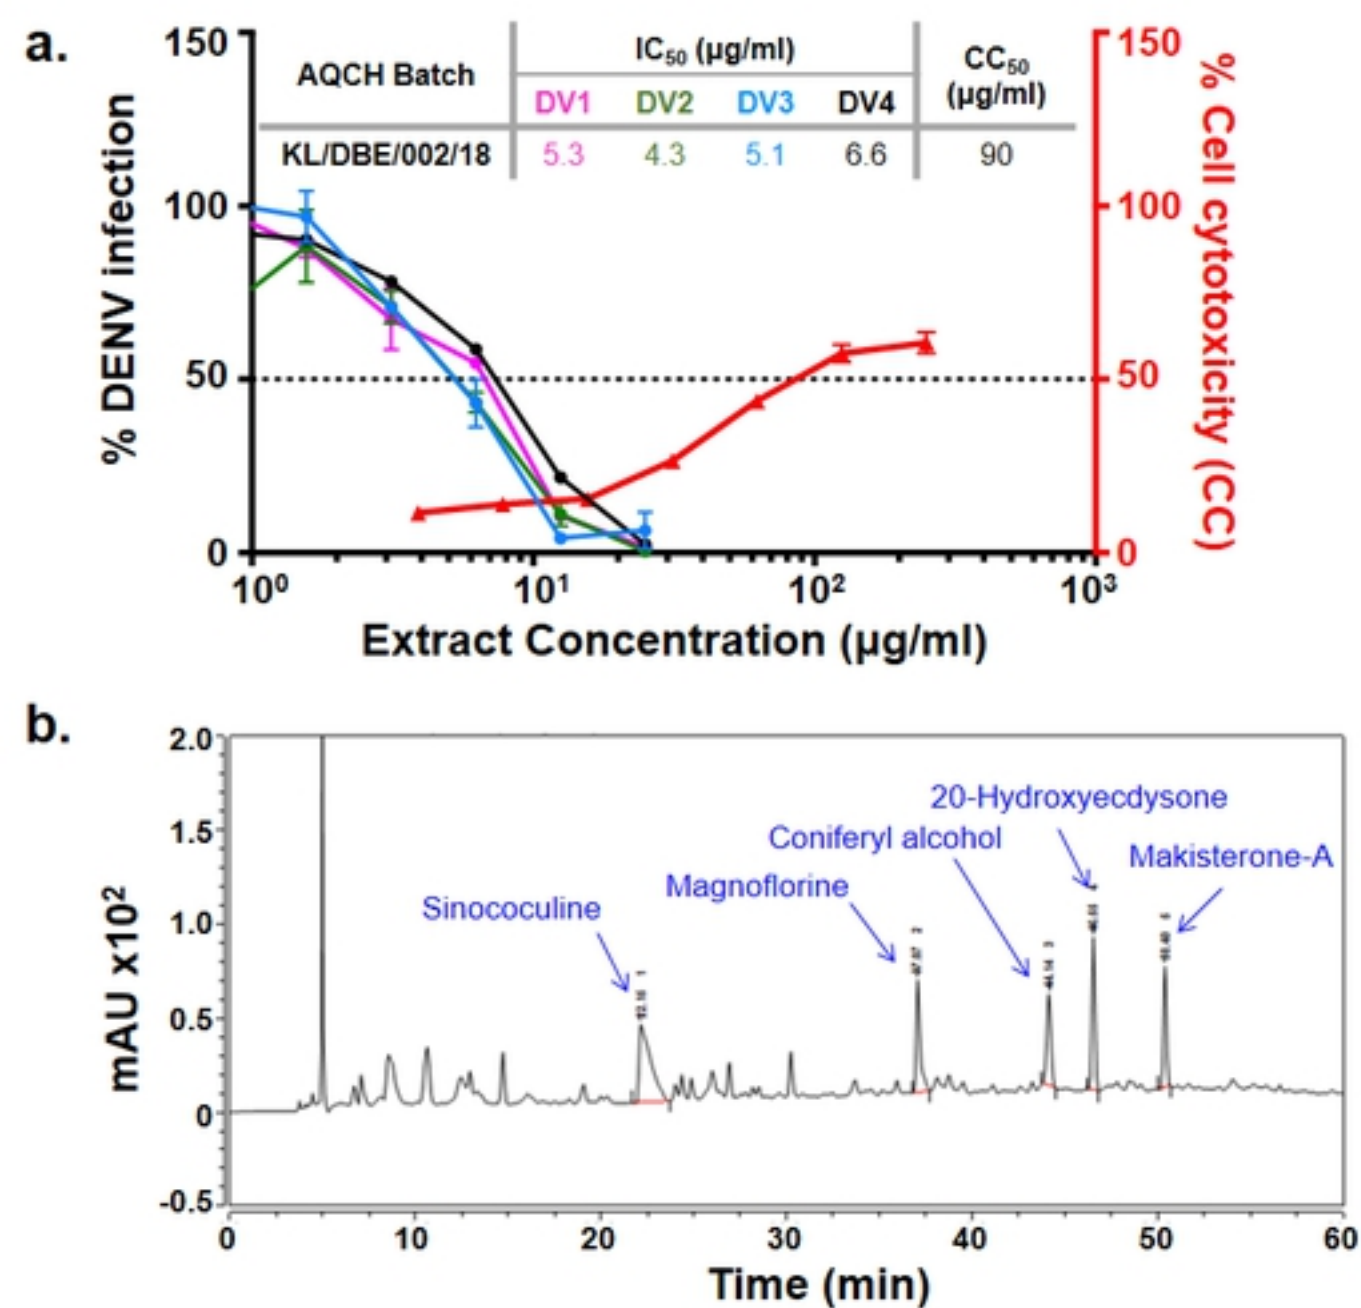 a.
AQCH Batch IC50 (µg/ml) CC50 (µg/ml)
DV1 DV2 DV3 DV4
KL/DBE/002/18 5.3 4.3 5.1 6.6 90
150
100
50
0
% DENV infection
150
100
50
0
% Cell cytotoxicity (CC)
10⁰ 10¹ 10² 10³
Extract Concentration (µg/ml)
b.
2.0
1.5
1.0
0.5
0
-0.5
mAU x10²
20-Hydroxyecdysone
Coniferyl alcohol
Makisterone-A
Magnoflorine
Sinococuline
0 10 20 30 40 50 60
Time (min)